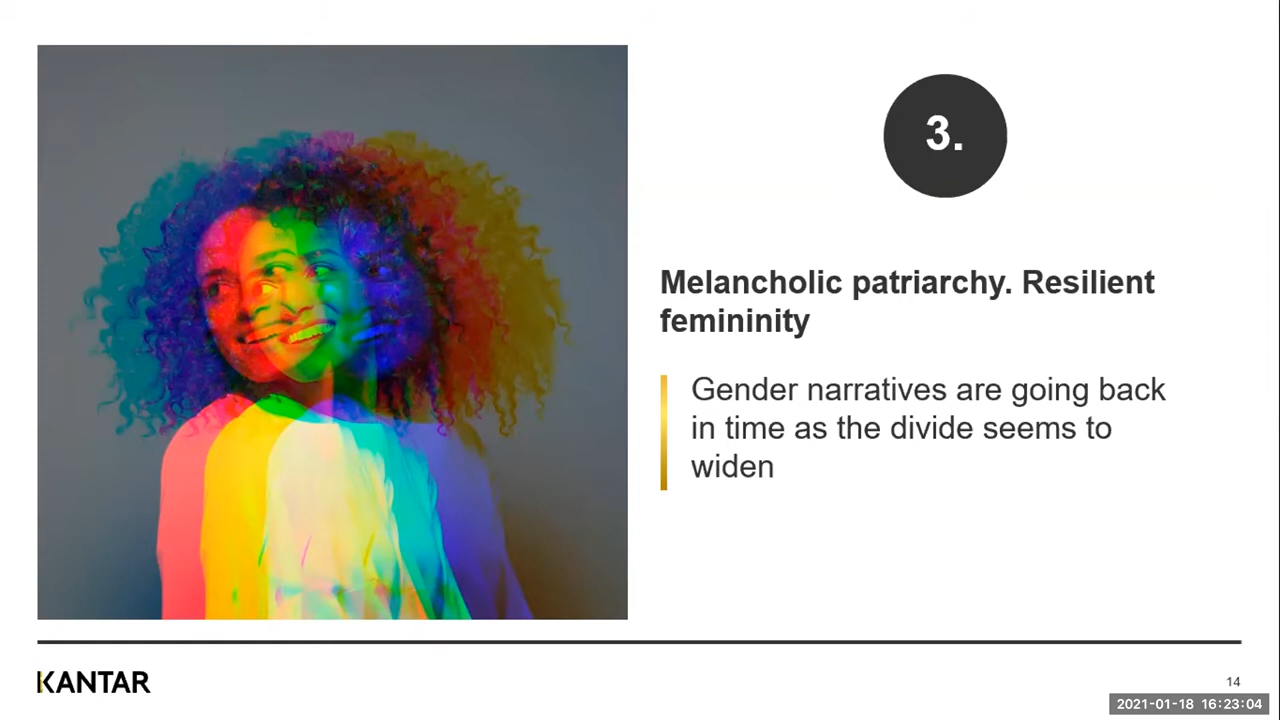 3.
Melancholic patriarchy. Resilient
femininity
Gender narratives are going back
in time as the divide seems to
widen
KANTAR
14
2021-01-18 16:23:04